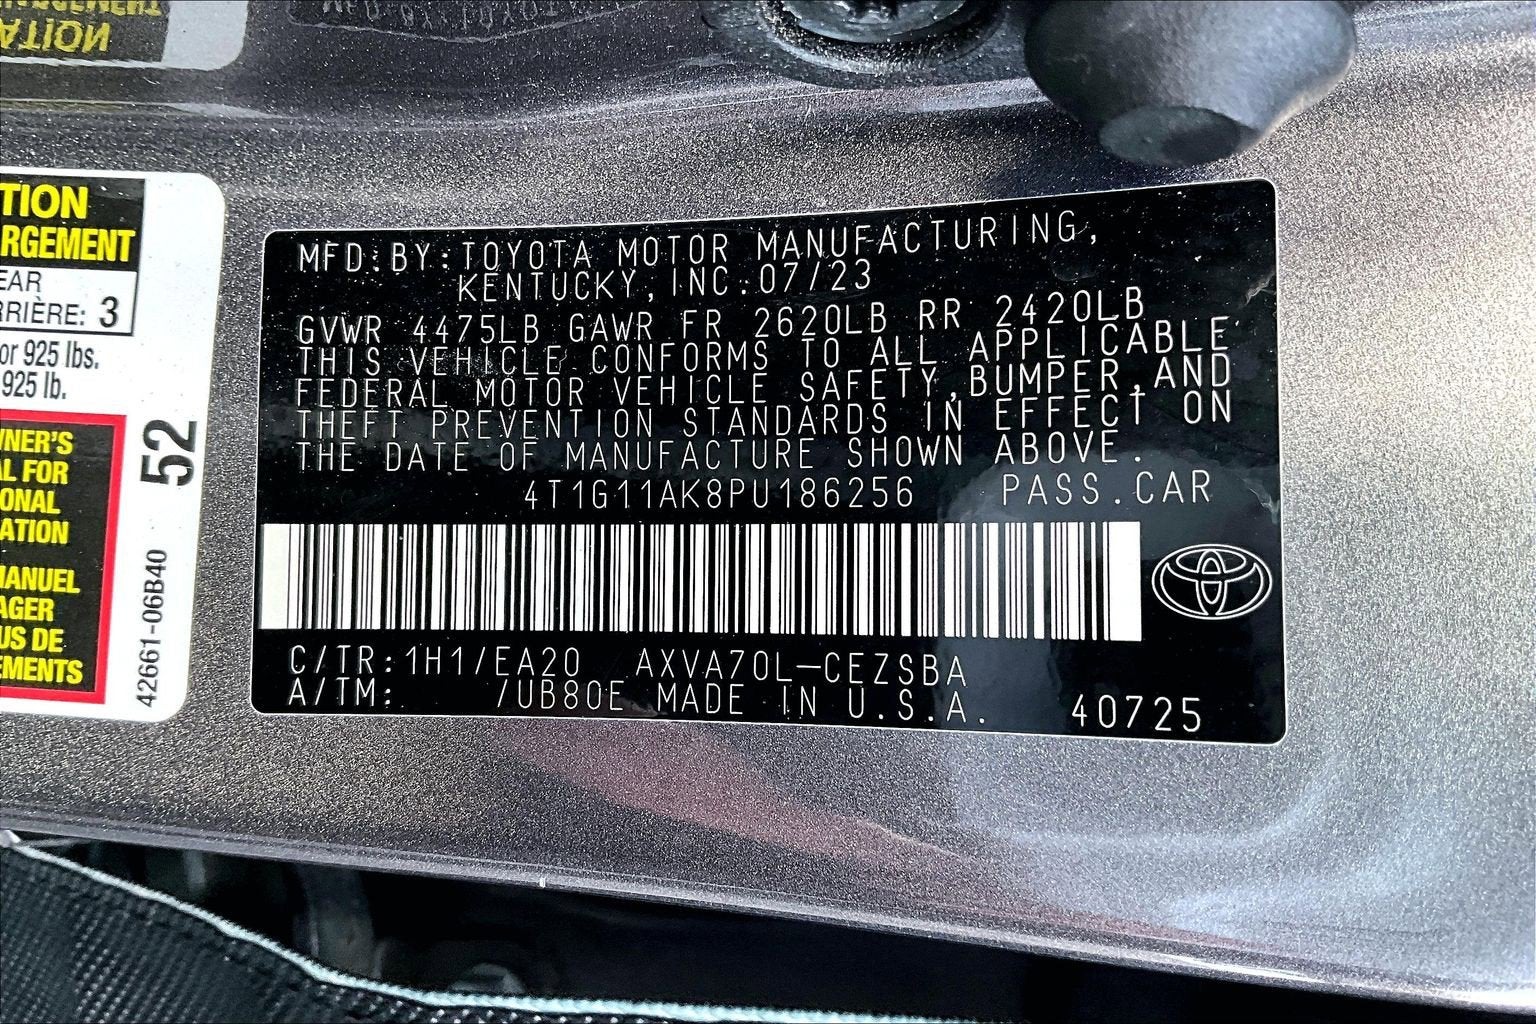 TION
RGEMENT
EAR
RRIÈRE: 3
or 925 lbs.
925 lb.
WNER'S
AL FOR
IONAL
ATION
MANUEL
AGER
US DE
EMENTS
52
42661-06B40
MFD.BY:TOYOTA MOTOR MANUFACTURING,
KENTUCKY,INC.07/23
GVWR 4475LB GAWR FR 2620LB RR 2420LB
THIS VEHICLE CONFORMS TO ALL APPLICABLE
FEDERAL MOTOR VEHICLE SAFETY,BUMPER,AND
THEFT PREVENTION STANDARDS IN EFFECT ON
THE DATE OF MANUFACTURE SHOWN ABOVE.
4T1G11AK8PU186256 PASS.CAR
C/TR:1H1/EA20 AXVA70L-CEZSBA
A/TM: /UB80E MADE IN U.S.A. 40725